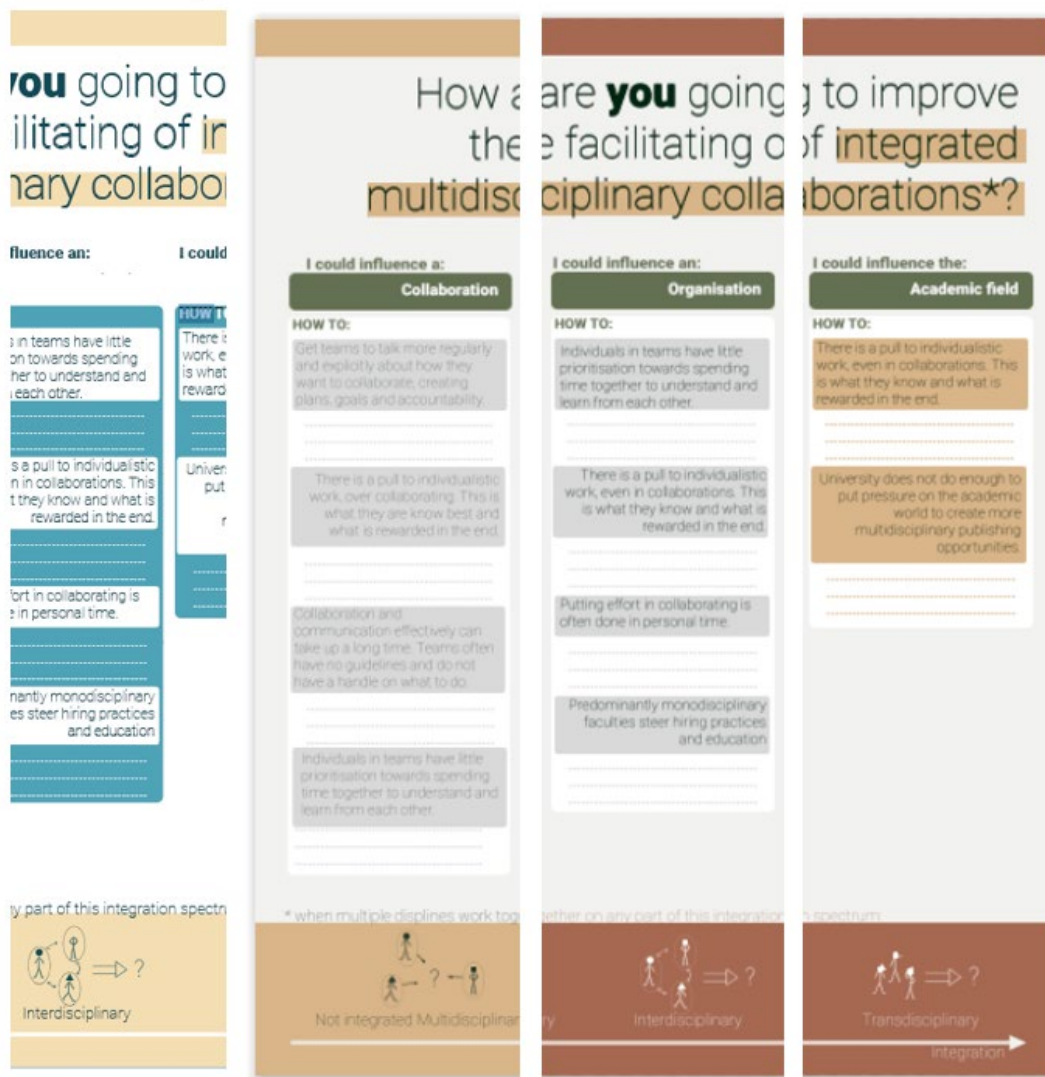 you going to
ilitating of in
nary collabo
fluence an:
I could
s in teams have little
on towards spending
her to understand and
each other.
s a pull to individualistic
n in collaborations. This
t they know and what is
rewarded in the end.
fort in collaborating is
e in personal time.
nantly monodisciplinary
es steer hiring practices
and education
HOW TO
There is
work, e
is what
reward
Univer
put
r
y part of this integration spectr
⇒ ?
Interdisciplinary
How a
the
multidisc
I could influence a:
Collaboration
HOW TO:
Get teams to talk more regularly
and explicitly about how they
want to collaborate, creating
plans, goals and accountability.
There is a pull to individualistic
work, over collaborating. This is
what they are know best and
what is rewarded in the end.
Collaboration and
communication effectively can
take up a long time. Teams often
have no guidelines and do not
have a handle on what to do.
Individuals in teams have little
prioritisation towards spending
time together to understand and
learn from each other.
* when multiple displines work tog
?
Not integrated Multidisciplinar
are you going
e facilitating o
ciplinary colla
I could influence an:
Organisation
HOW TO:
Individuals in teams have little
prioritisation towards spending
time together to understand and
learn from each other.
There is a pull to individualistic
work, even in collaborations. This
is what they know and what is
rewarded in the end.
Putting effort in collaborating is
often done in personal time.
Predominantly monodisciplinary
faculties steer hiring practices
and education
ether on any part of this integration
⇒ ?
ry
Interdisciplinary
g to improve
of integrated
aborations*?
I could influence the:
Academic field
HOW TO:
There is a pull to individualistic
work, even in collaborations. This
is what they know and what is
rewarded in the end.
University does not do enough to
put pressure on the academic
world to create more
multidisciplinary publishing
opportunities.
n spectrum:
⇒ ?
Transdisciplinary
Integration